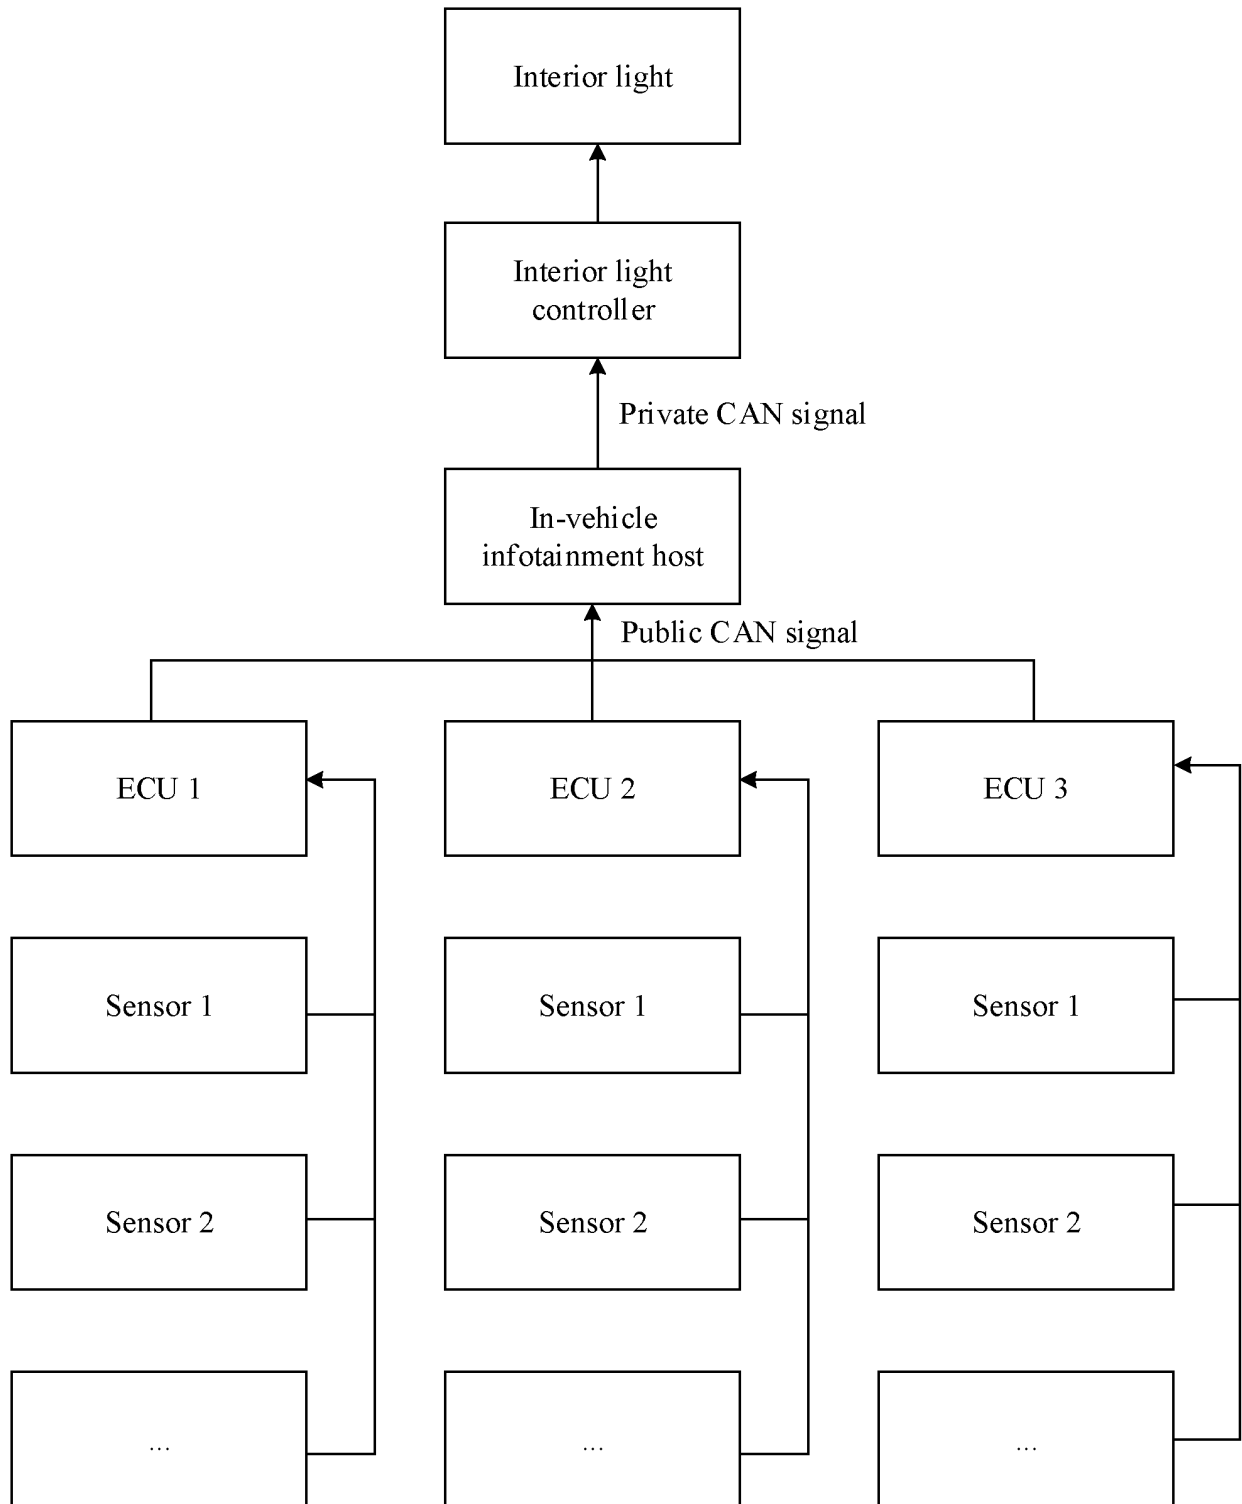 Interior light
Interior light
controller
Private CAN signal
In-vehicle
infotainment host
Public CAN signal
ECU 1
ECU 2
ECU 3
Sensor 1
Sensor 1
Sensor 1
Sensor 2
Sensor 2
Sensor 2
...
...
...